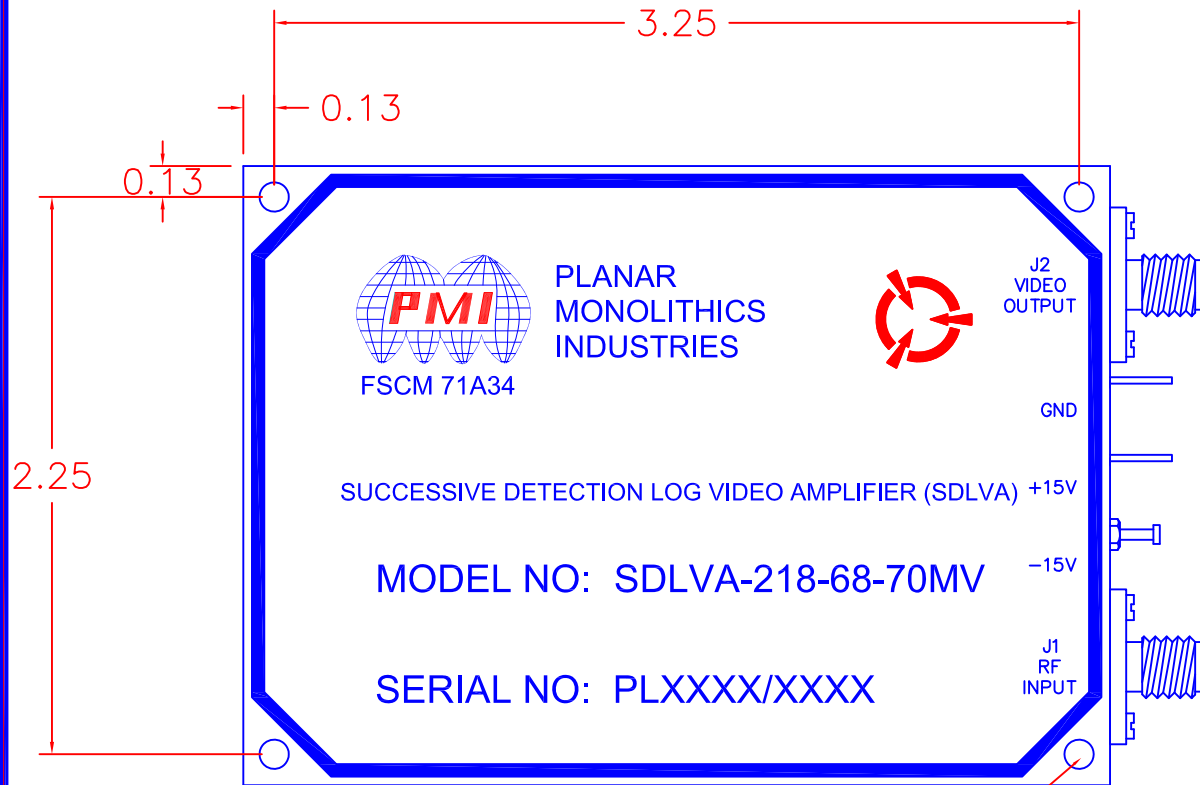 3.25
0.13
0.13
2.25
PMI
PLANAR
MONOLITHICS
INDUSTRIES
FSCM 71A34
J2
VIDEO
OUTPUT
GND
SUCCESSIVE DETECTION LOG VIDEO AMPLIFIER (SDLVA)
+15V
-15V
MODEL NO: SDLVA-218-68-70MV
J1
RF
INPUT
SERIAL NO: PLXXXX/XXXX